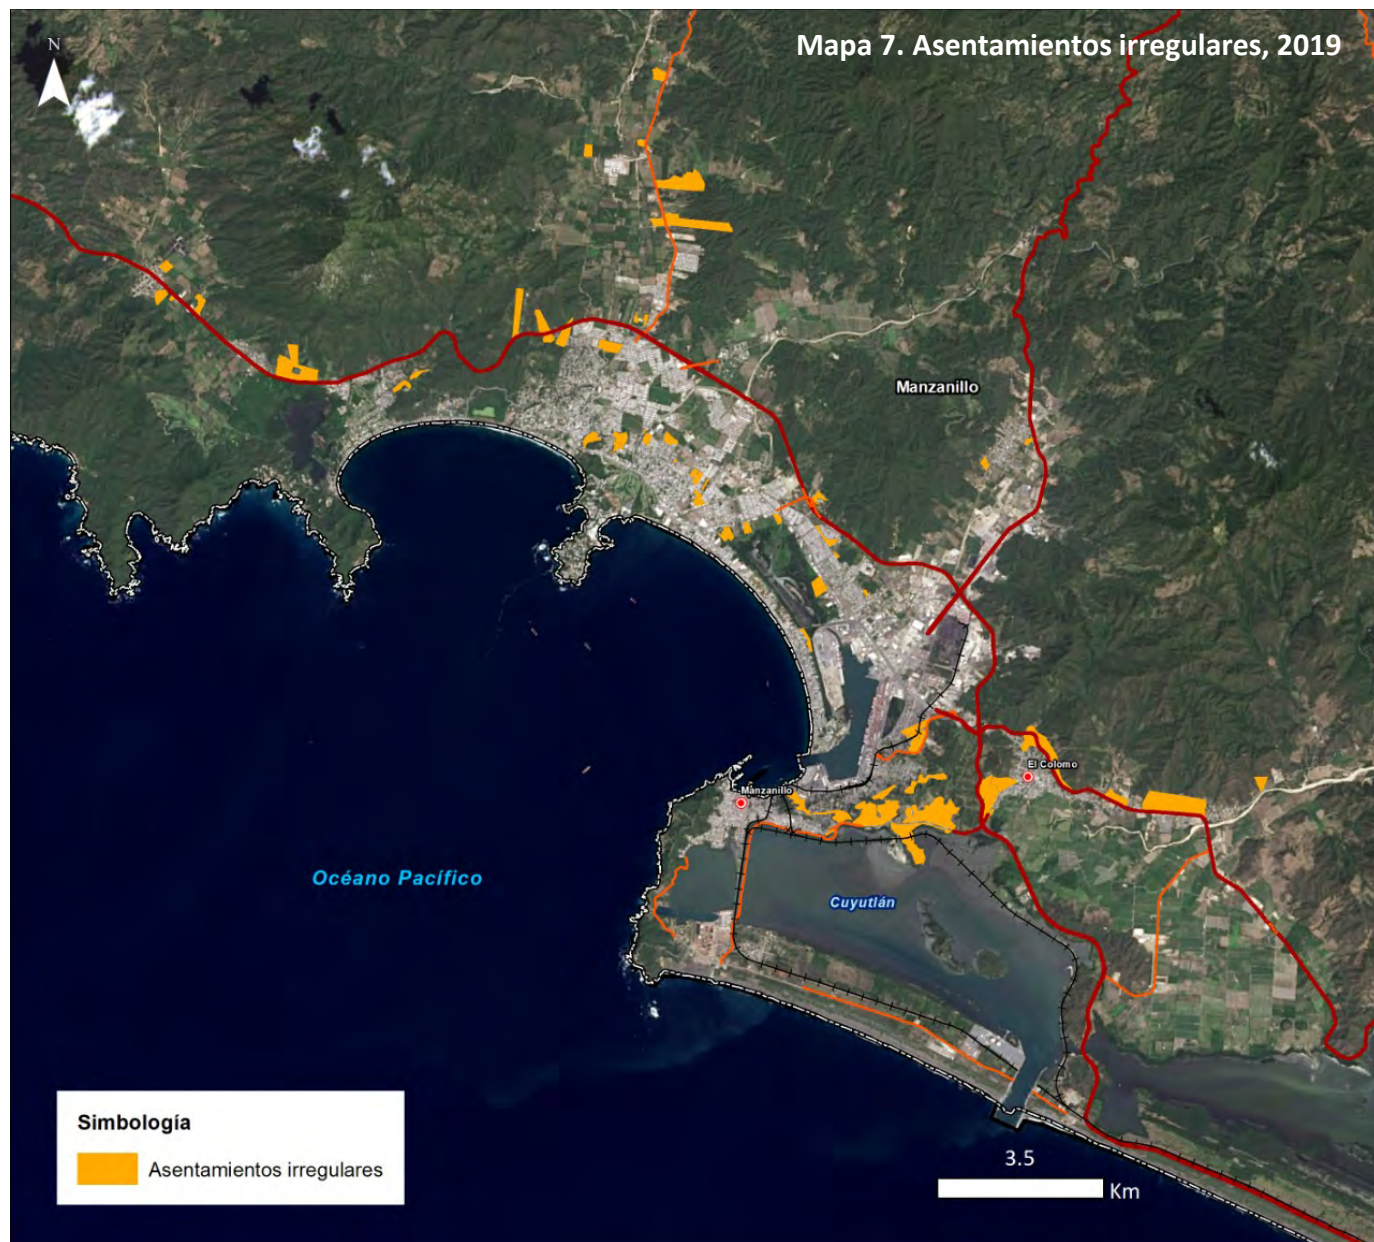 N
Mapa 7. Asentamientos irregulares, 2019
Manzanillo
El Colomo
Manzanillo
Océano Pacífico
Cuyutlán
Simbología
Asentamientos irregulares
3.5
Km